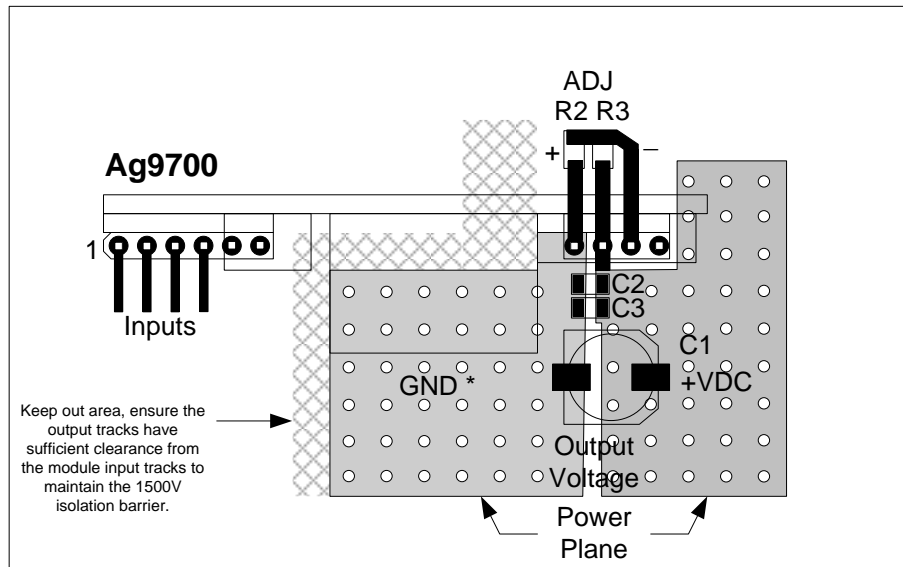 ADJ
R2 R3
+ –
Ag9700
1
Inputs
C2
C3
C1
GND *
+VDC
Keep out area, ensure the
output tracks have
sufficient clearance from
the module input tracks to
maintain the 1500V
isolation barrier.
Output
Voltage
Power
Plane